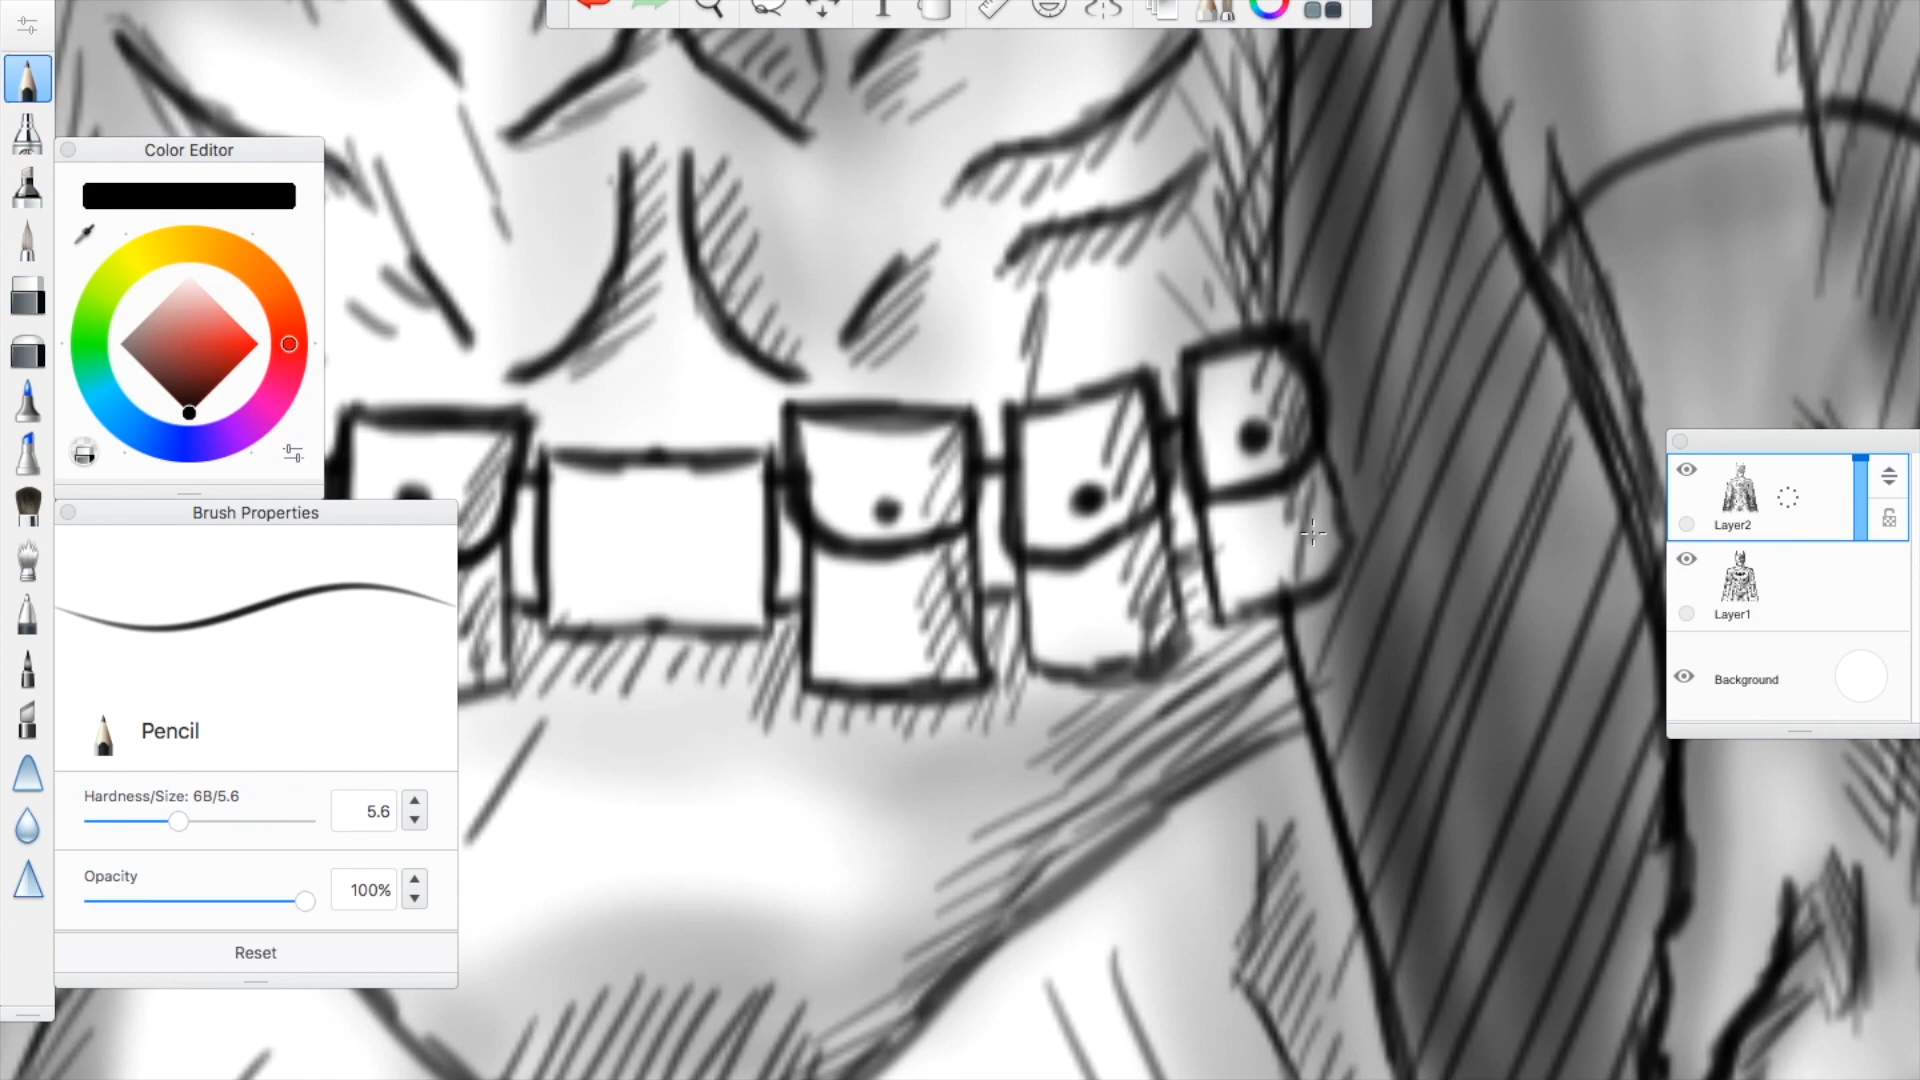 Color Editor
Brush Properties
Pencil
Hardness/Size: 6B/5.6
5.6
Opacity
100%
Reset
Layer2
Layer1
Background